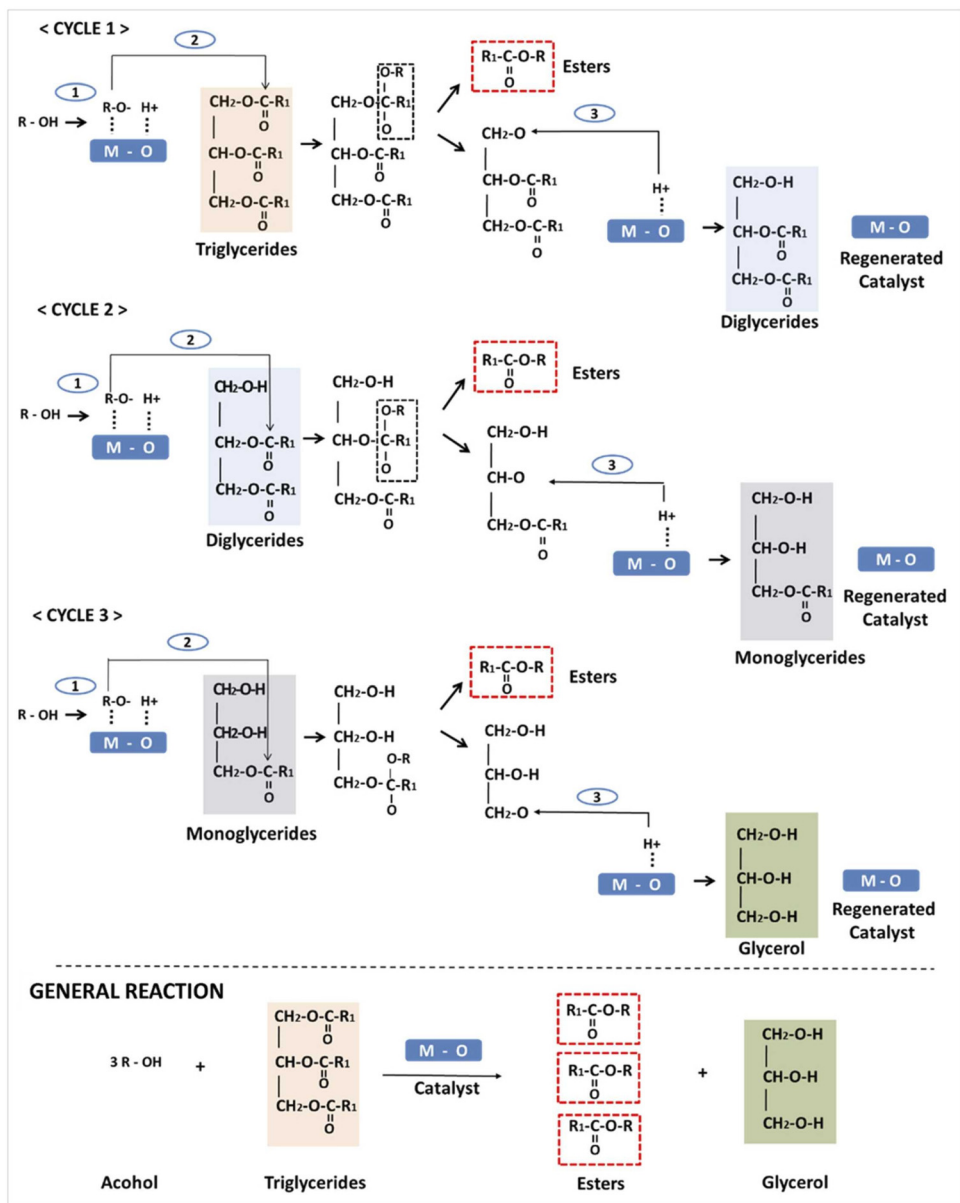 < CYCLE 1 >
2
1
R - OH
R-O- H+
M - O
CH2-O-C-R1
O
CH-O-C-R1
O
CH2-O-C-R1
O
Triglycerides
O-R
CH2-O-C-R1
O
CH-O-C-R1
O
CH2-O-C-R1
O
R1-C-O-R
O
Esters
3
CH2-O
CH-O-C-R1
O
CH2-O-C-R1
O
H+
M - O
CH2-O-H
CH-O-C-R1
O
CH2-O-C-R1
O
Diglycerides
M - O
Regenerated
Catalyst
< CYCLE 2 >
2
1
R - OH
R-O- H+
M - O
CH2-O-H
CH2-O-C-R1
O
CH2-O-C-R1
O
Diglycerides
CH2-O-H
O-R
CH-O-C-R1
O
CH2-O-C-R1
O
R1-C-O-R
O
Esters
3
CH2-O-H
CH-O
CH2-O-C-R1
O
H+
M - O
CH2-O-H
CH-O-H
CH2-O-C-R1
O
Monoglycerides
M - O
Regenerated
Catalyst
< CYCLE 3 >
2
1
R - OH
R-O- H+
M - O
CH2-O-H
CH2-O-H
CH2-O-C-R1
O
Monoglycerides
CH2-O-H
CH2-O-H
O-R
CH2-O-C-R1
O
R1-C-O-R
O
Esters
3
CH2-O-H
CH-O-H
CH2-O
H+
M - O
CH2-O-H
CH-O-H
CH2-O-H
Glycerol
M - O
Regenerated
Catalyst
GENERAL REACTION
3 R - OH
+
CH2-O-C-R1
O
CH-O-C-R1
O
CH2-O-C-R1
O
M - O
Catalyst
R1-C-O-R
O
R1-C-O-R
O
R1-C-O-R
O
+
CH2-O-H
CH-O-H
CH2-O-H
Acohol
Triglycerides
Esters
Glycerol